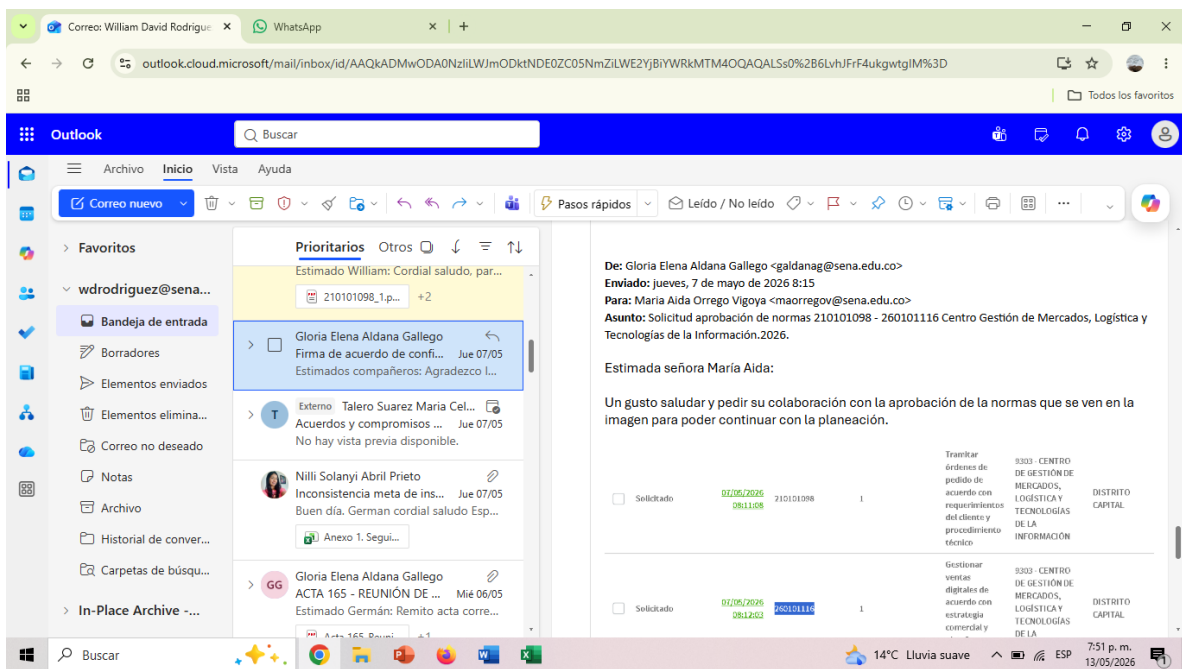 Correo: William David Rodrígue
WhatsApp
outlook.cloud.microsoft/mail/inbox/id/AAQkADMwODA0NzliLWJmODktNDE0ZC05NmZiLWE2YjBiYWRkMTM4OQAQALSs0%2B6LvhJFrF4ukgwtgIM%3D
Todos los favoritos
Outlook
Buscar
Archivo Inicio Vista Ayuda
Correo nuevo
Pasos rápidos
Leído / No leído
Favoritos
wdrodriguez@sena...
Bandeja de entrada
Borradores
Elementos enviados
Elementos elimina...
Correo no deseado
Notas
Archivo
Historial de conver...
Carpetas de búsqu...
In-Place Archive -...
Prioritarios Otros
Estimado William: Cordial saludo, par...
210101098_1.p... +2
Gloria Elena Aldana Gallego
Firma de acuerdo de confi... Jue 07/05
Estimados compañeros: Agradezco l...
T
Externo Talero Suarez Maria Cel...
Acuerdos y compromisos ... Jue 07/05
No hay vista previa disponible.
Nilli Solanyi Abril Prieto
Inconsistencia meta de ins... Jue 07/05
Buen día. German cordial saludo Esp...
Anexo 1. Segui...
GG
Gloria Elena Aldana Gallego
ACTA 165 - REUNIÓN DE ... Mié 06/05
Estimado Germán: Remito acta corre...
Acta 165 Reuni... +1
De: Gloria Elena Aldana Gallego <galdanag@sena.edu.co>
Enviado: jueves, 7 de mayo de 2026 8:15
Para: Maria Aida Orrego Vigoya <maorregov@sena.edu.co>
Asunto: Solicitud aprobación de normas 210101098 - 260101116 Centro Gestión de Mercados, Logística y
Tecnologías de la Información.2026.
Estimada señora María Aida:
Un gusto saludar y pedir su colaboración con la aprobación de la normas que se ven en la
imagen para poder continuar con la planeación.
Solicitado
07/05/2026
08:11:08
210101098
1
Tramitar
órdenes de
pedido de
acuerdo con
requerimientos
del cliente y
procedimiento
técnico
9303 - CENTRO
DE GESTIÓN DE
MERCADOS,
LOGÍSTICA Y
TECNOLOGÍAS
DE LA
INFORMACIÓN
DISTRITO
CAPITAL
Solicitado
07/05/2026
08:12:03
260101116
1
Gestionar
ventas
digitales de
acuerdo con
estrategia
comercial y
9303 - CENTRO
DE GESTIÓN DE
MERCADOS,
LOGÍSTICA Y
TECNOLOGÍAS
DE LA
DISTRITO
CAPITAL
Buscar
14°C Lluvia suave
ESP
7:51 p. m.
13/05/2026
1